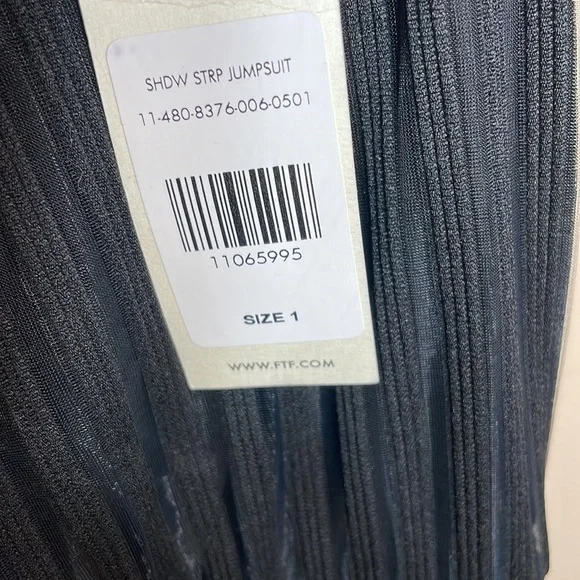 SHDW STRP JUMPSUIT
11-480-8376-006-0501
11065995
SIZE 1
WWW.FTF.COM